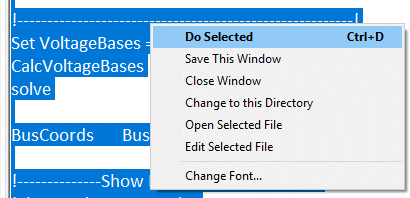 !-----------------------------------------------------------!
Set VoltageBases =
CalcVoltageBases
solve
BusCoords Bus
!--------------Show
Do Selected Ctrl+D
Save This Window
Close Window
Change to this Directory
Open Selected File
Edit Selected File
Change Font...